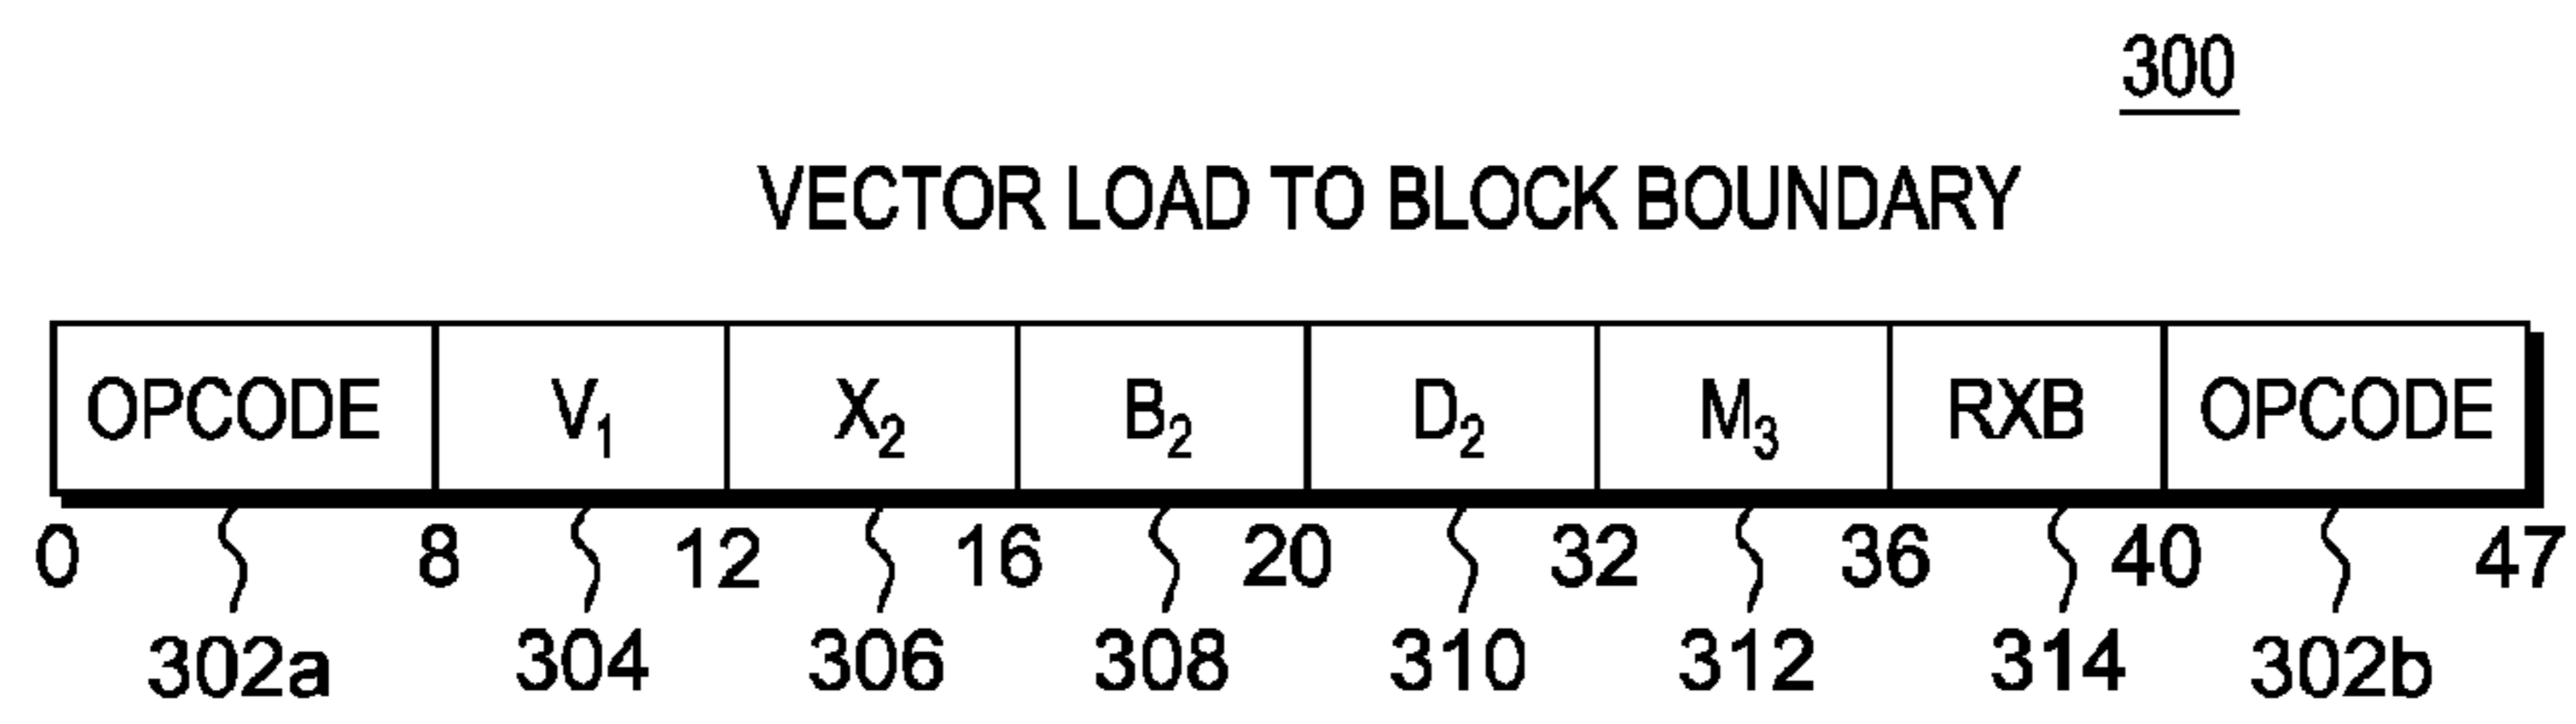 300
VECTOR LOAD TO BLOCK BOUNDARY
OPCODE V₁ X₂ B₂ D₂ M₃ RXB OPCODE
0 8 12 16 20 32 36 40 47
302a 304 306 308 310 312 314 302b